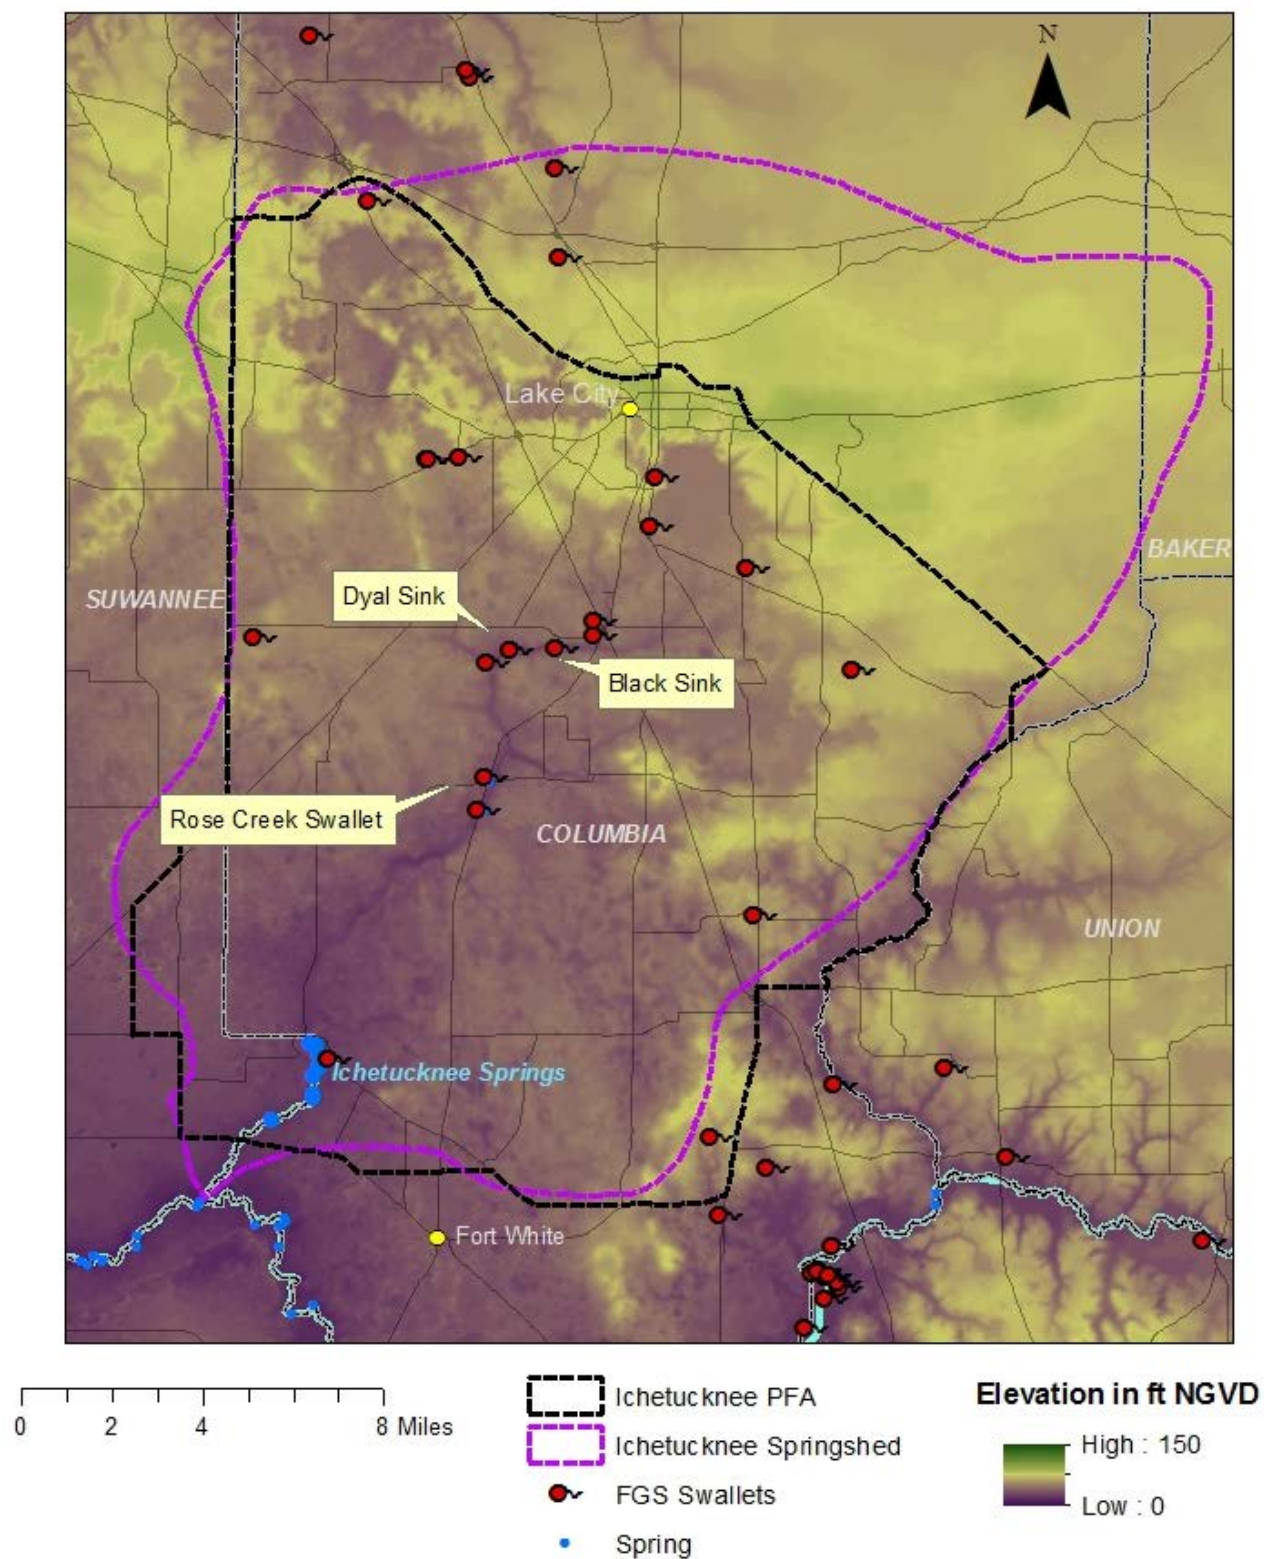 N
Lake City
BAKER
SUWANNEE
Dyal Sink
Black Sink
Rose Creek Swallet
COLUMBIA
UNION
Ichetucknee Springs
Fort White
0 2 4 8 Miles
Ichetucknee PFA
Ichetucknee Springshed
FGS Swallets
Spring
Elevation in ft NGVD
High : 150
Low : 0